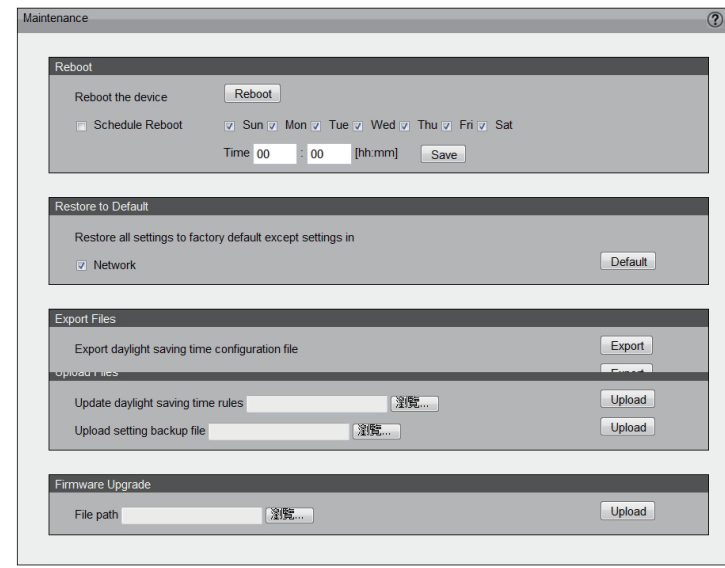 Maintenance ?
Reboot
Reboot the device Reboot
Schedule Reboot Sun Mon Tue Wed Thu Fri Sat
Time 00 : 00 [hh:mm] Save
Restore to Default
Restore all settings to factory default except settings in
Network Default
Export Files
Export daylight saving time configuration file Export
Export
Upload Files
Update daylight saving time rules 瀏覽... Upload
Upload setting backup file 瀏覽... Upload
Firmware Upgrade
File path 瀏覽... Upload